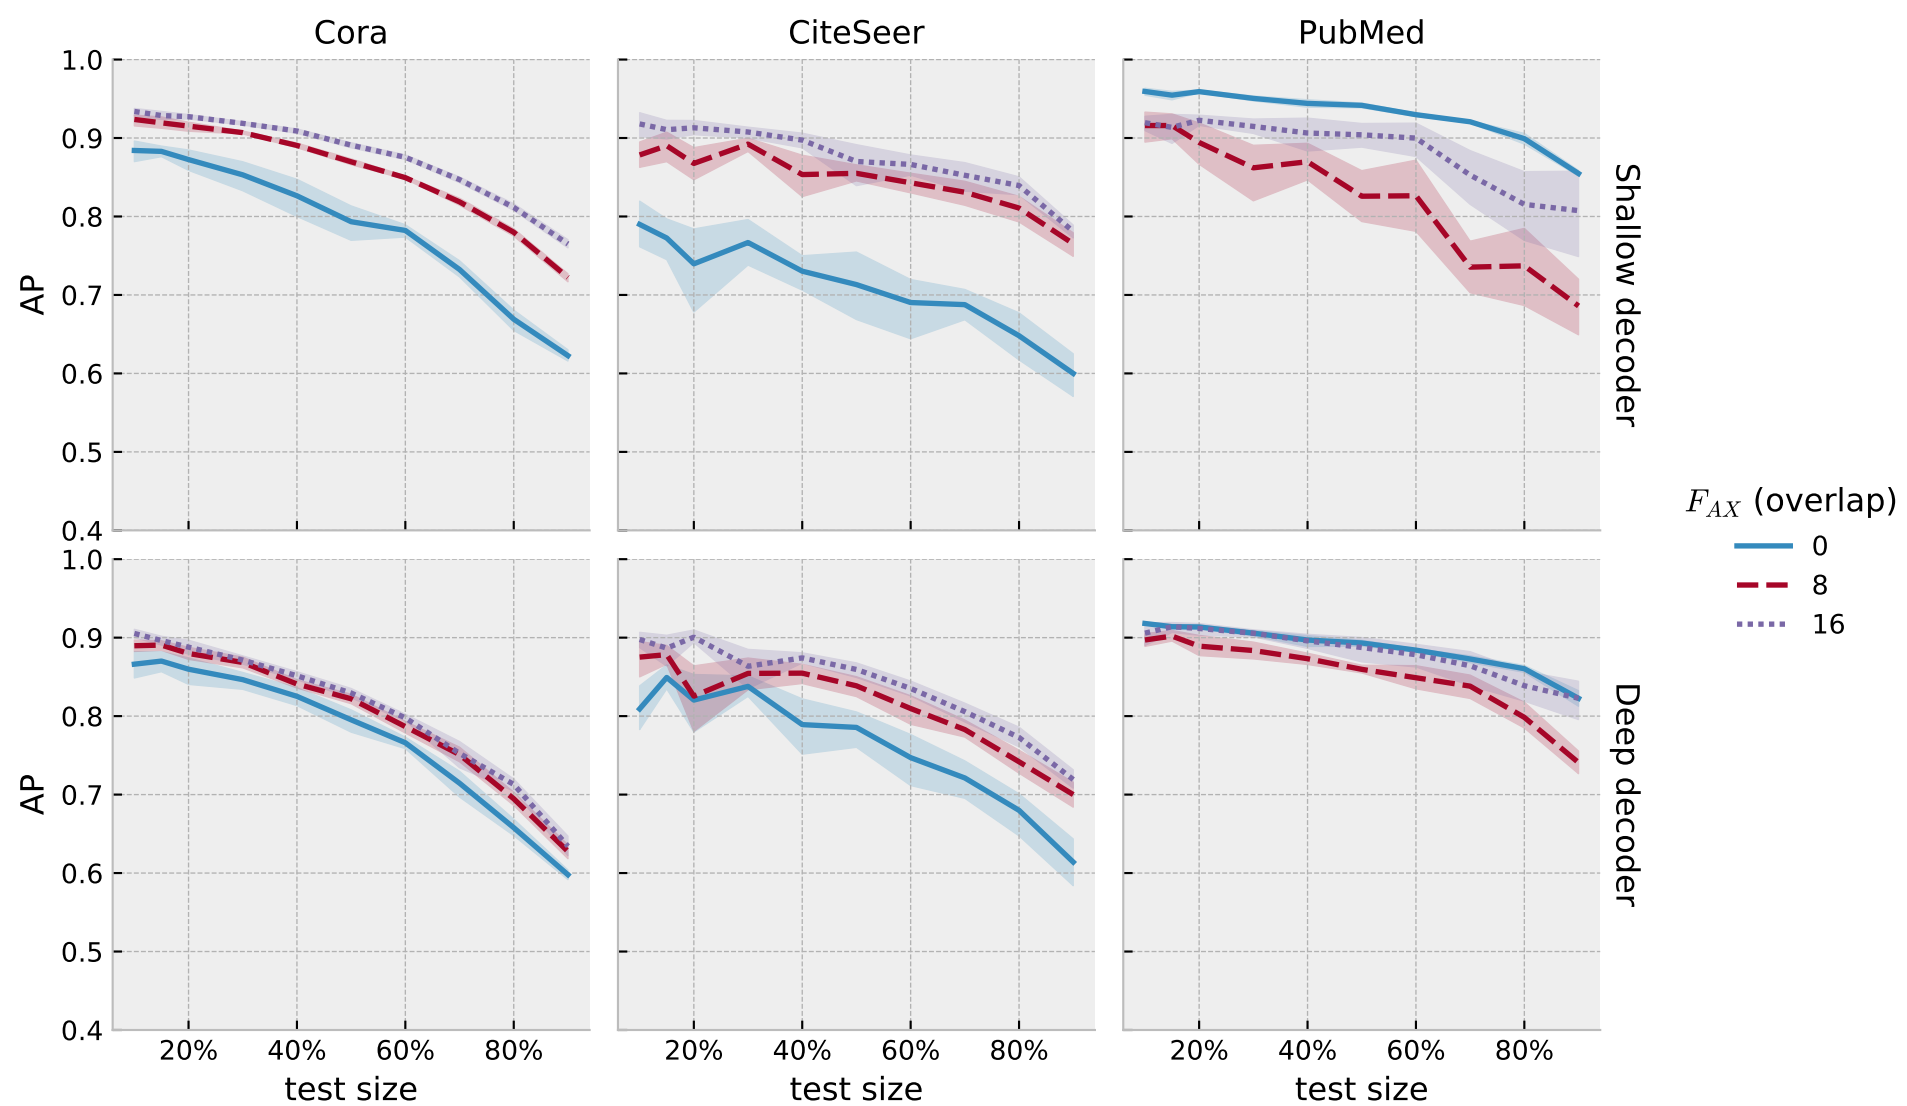 Cora CiteSeer PubMed
1.0
0.9
0.8
0.7
0.6
0.5
0.4
AP
Shallow decoder
F_AX (overlap)
0
8
16
1.0
0.9
0.8
0.7
0.6
0.5
0.4
AP
Deep decoder
20% 40% 60% 80% 20% 40% 60% 80% 20% 40% 60% 80%
test size test size test size